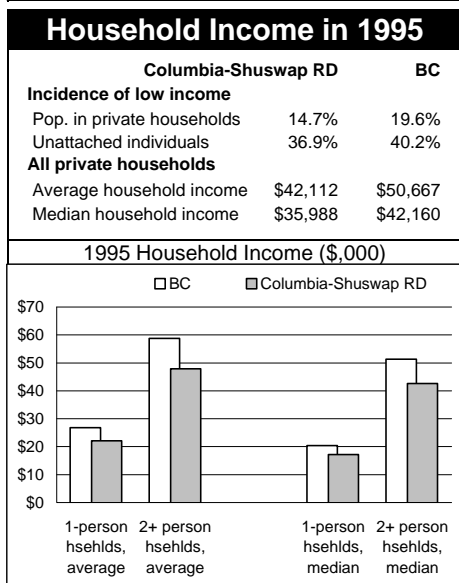 Household Income in 1995
Columbia-Shuswap RD BC
Incidence of low income
Pop. in private households 14.7% 19.6%
Unattached individuals 36.9% 40.2%
All private households
Average household income $42,112 $50,667
Median household income $35,988 $42,160
1995 Household Income ($,000)
BC Columbia-Shuswap RD
$70
$60
$50
$40
$30
$20
$10
$0
1-person 2+ person 1-person 2+ person
hsehlds, hsehlds, hsehlds, hsehlds,
average average median median